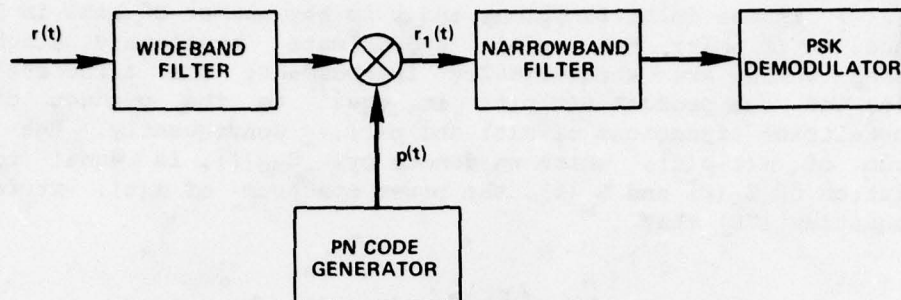 r(t)
WIDEBAND
FILTER
r₁(t)
NARROWBAND
FILTER
PSK
DEMODULATOR
p(t)
PN CODE
GENERATOR